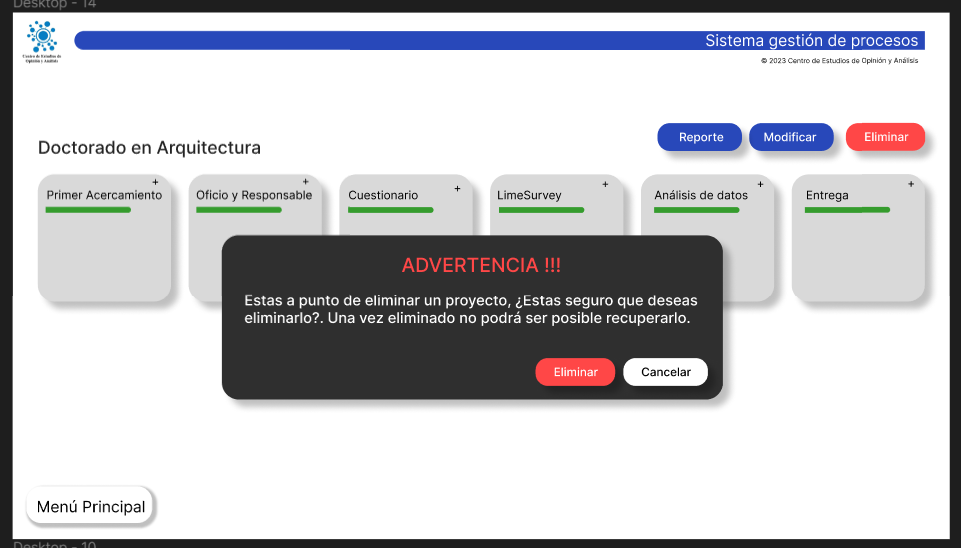 Desktop - 14
Sistema gestión de procesos
Centro de Estudios de
Opinión y Análisis
© 2023 Centro de Estudios de Opinión y Análisis
Doctorado en Arquitectura
Reporte
Modificar
Eliminar
Primer Acercamiento +
Oficio y Responsable +
Cuestionario +
LimeSurvey +
Análisis de datos +
Entrega +
ADVERTENCIA !!!
Estas a punto de eliminar un proyecto, ¿Estas seguro que deseas
eliminarlo?. Una vez eliminado no podrá ser posible recuperarlo.
Eliminar
Cancelar
Menú Principal
Desktop - 10